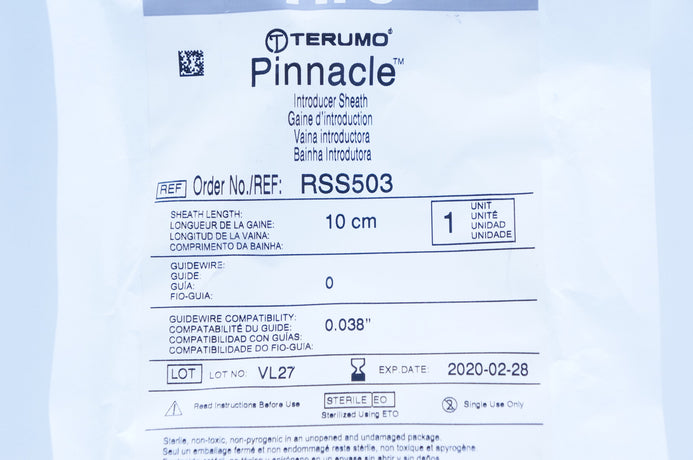 TERUMO®
Pinnacle™
Introducer Sheath
Gaine d'introduction
Vaina introductora
Bainha Introdutora
REF Order No./REF: RSS503
SHEATH LENGTH:
LONGUEUR DE LA GAINE:
LONGITUD DE LA VAINA:
COMPRIMENTO DA BAINHA:
10 cm
1
UNIT
UNITÉ
UNIDAD
UNIDADE
GUIDEWIRE:
GUIDE:
GUÍA:
FIO-GUIA:
0
GUIDEWIRE COMPATIBILITY:
COMPATABILITÉ DU GUIDE:
COMPATIBILIDAD CON GUÍAS:
COMPATIBILIDADE DO FIO-GUIA:
0.038"
LOT LOT NO: VL27 EXP DATE: 2020-02-28
Read Instructions Before Use
STERILE EO
Sterilized Using ETO
Single Use Only
Sterile, non-toxic, non-pyrogenic in an unopened and undamaged package.
Seul un emballage fermé et non endommagé reste stérile, non toxique et apyrogène.